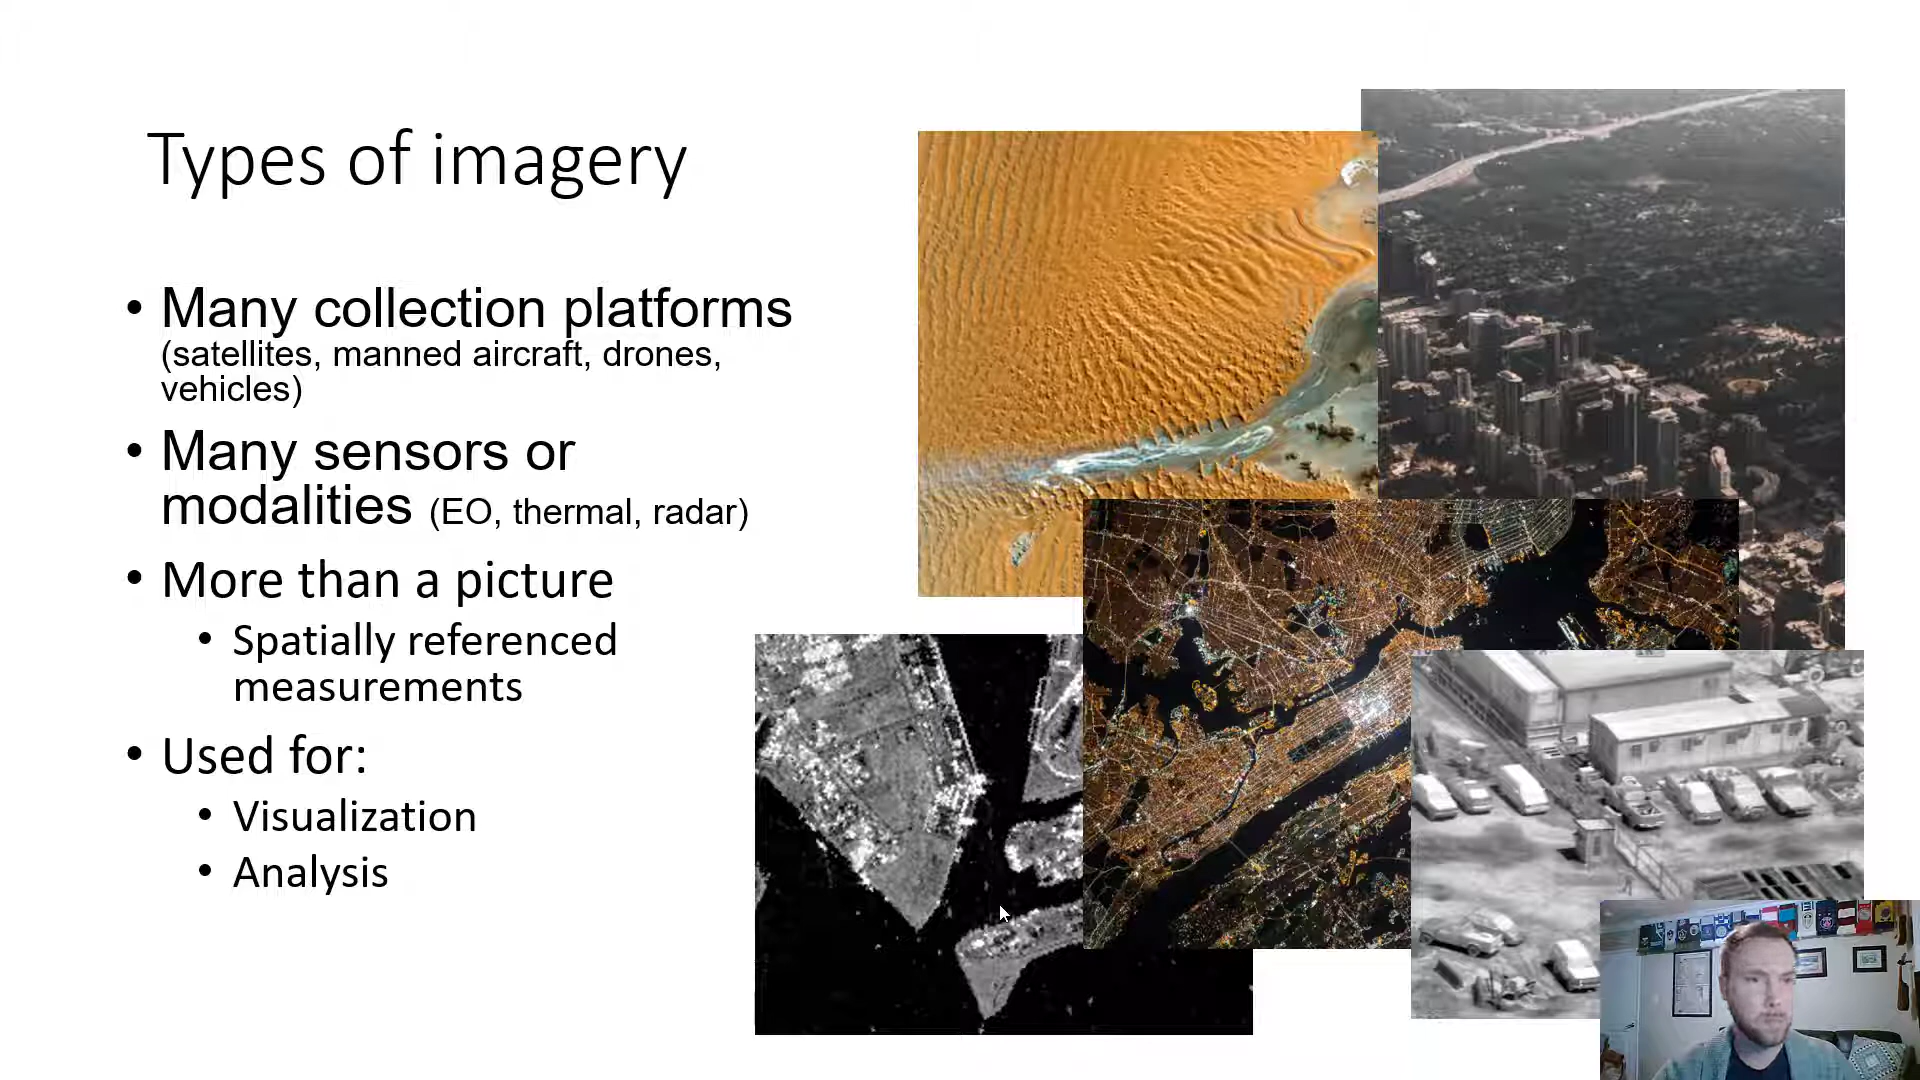 Types of imagery
• Many collection platforms
(satellites, manned aircraft, drones,
vehicles)
• Many sensors or
modalities (EO, thermal, radar)
• More than a picture
• Spatially referenced
measurements
• Used for:
• Visualization
• Analysis